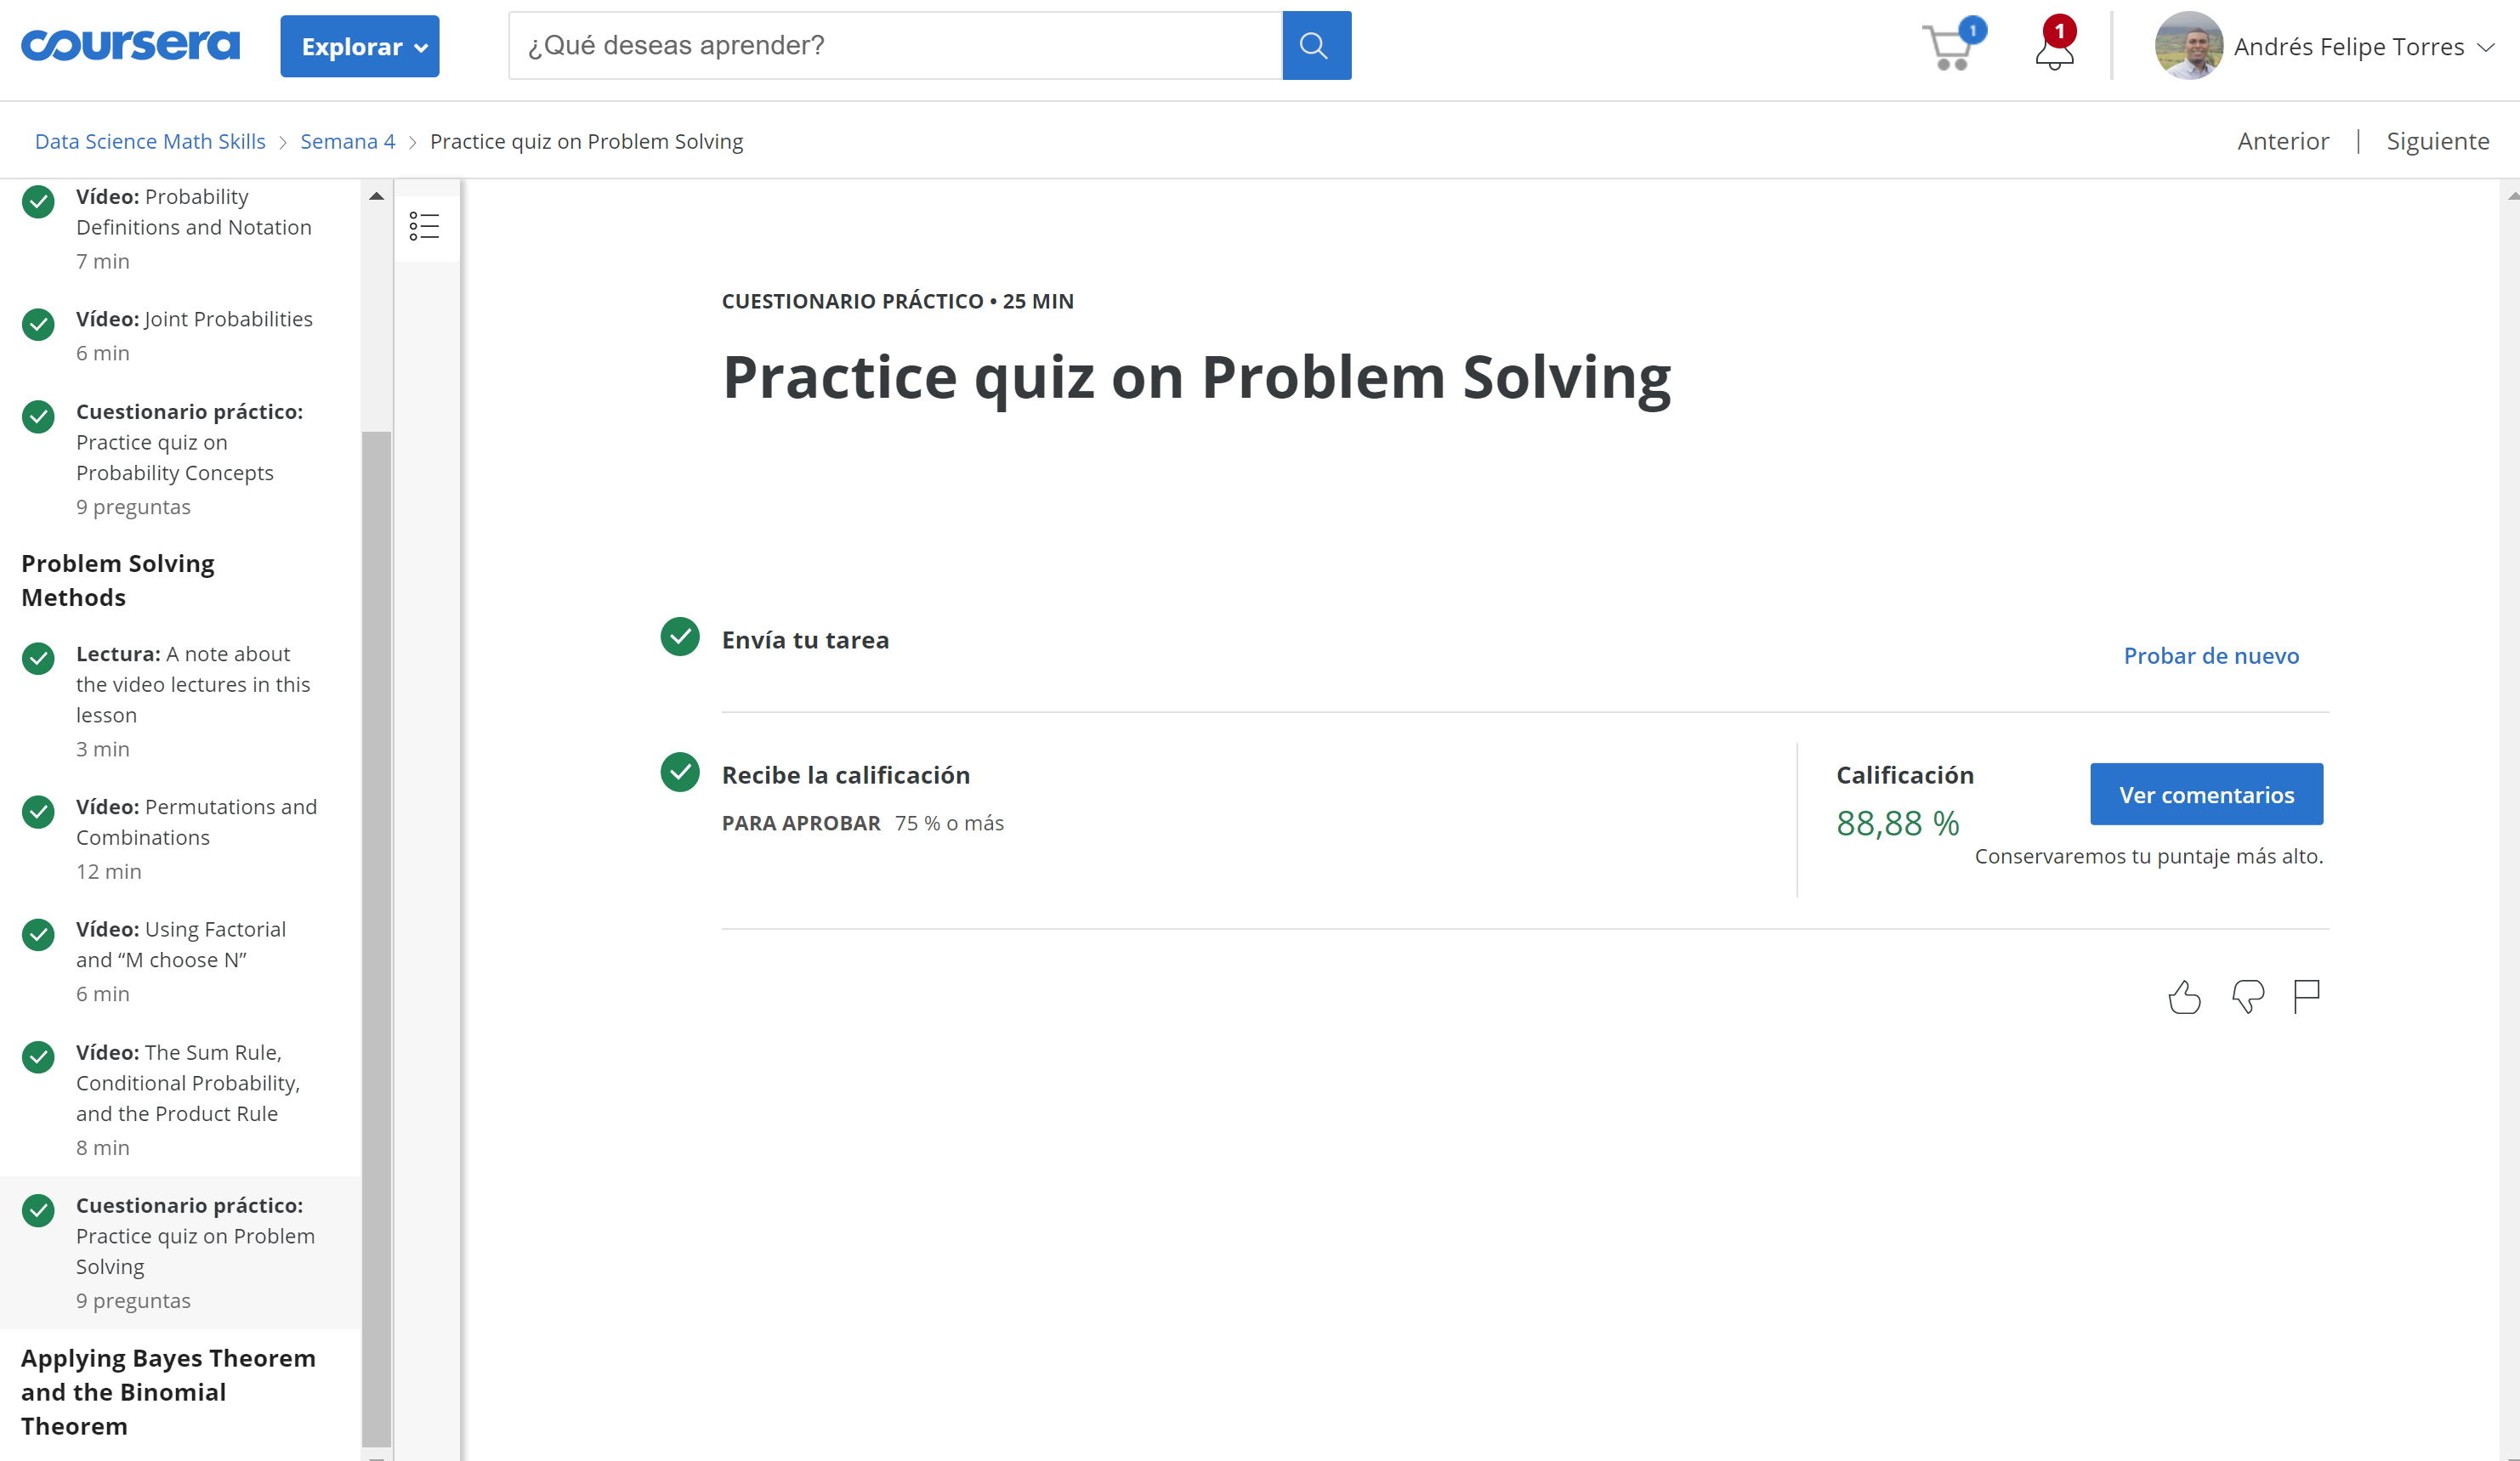 coursera
Explorar
¿Qué deseas aprender?
1
1
Andrés Felipe Torres
Data Science Math Skills > Semana 4 > Practice quiz on Problem Solving
Anterior | Siguiente
Vídeo: Probability
Definitions and Notation
7 min
Vídeo: Joint Probabilities
6 min
Cuestionario práctico:
Practice quiz on
Probability Concepts
9 preguntas
Problem Solving
Methods
Lectura: A note about
the video lectures in this
lesson
3 min
Vídeo: Permutations and
Combinations
12 min
Vídeo: Using Factorial
and “M choose N”
6 min
Vídeo: The Sum Rule,
Conditional Probability,
and the Product Rule
8 min
Cuestionario práctico:
Practice quiz on Problem
Solving
9 preguntas
Applying Bayes Theorem
and the Binomial
Theorem
CUESTIONARIO PRÁCTICO • 25 MIN
Practice quiz on Problem Solving
Envía tu tarea
Probar de nuevo
Recibe la calificación
PARA APROBAR 75 % o más
Calificación
88,88 %
Ver comentarios
Conservaremos tu puntaje más alto.